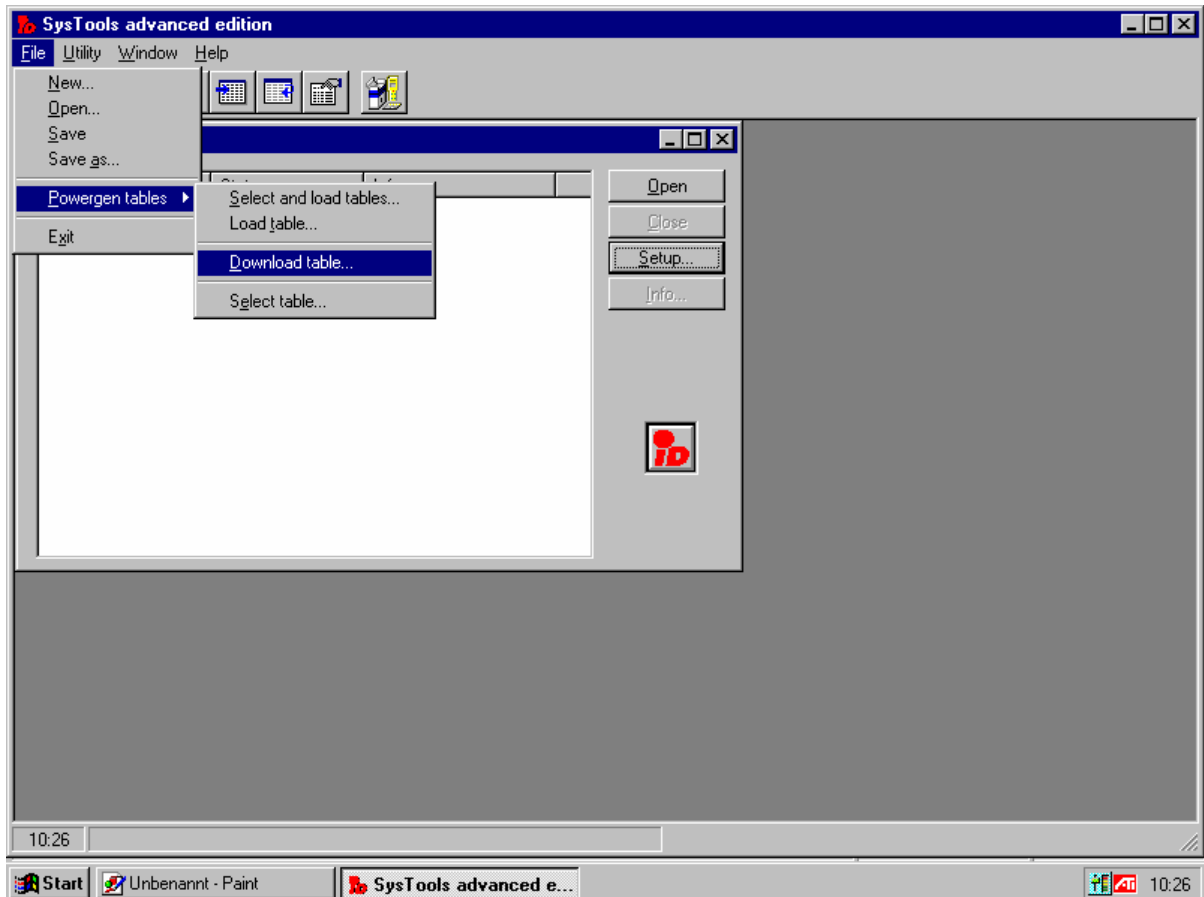 SysTools advanced edition
File Utility Window Help
New...
Open...
Save
Save as...
Powergen tables
Exit
Select and load tables...
Load table...
Download table...
Select table...
Open
Close
Setup...
Info...
iD
10:26
Start
Unbenannt - Paint
SysTools advanced e...
ATI
10:26